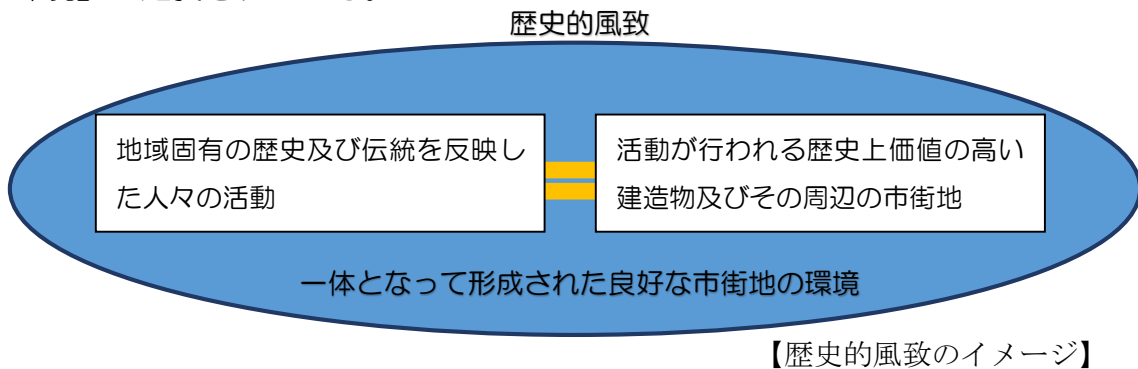 歴史的風致
地域固有の歴史及び伝統を反映し
た人々の活動
活動が行われる歴史上価値の高い
建造物及びその周辺の市街地
一体となって形成された良好な市街地の環境
【歴史的風致のイメージ】